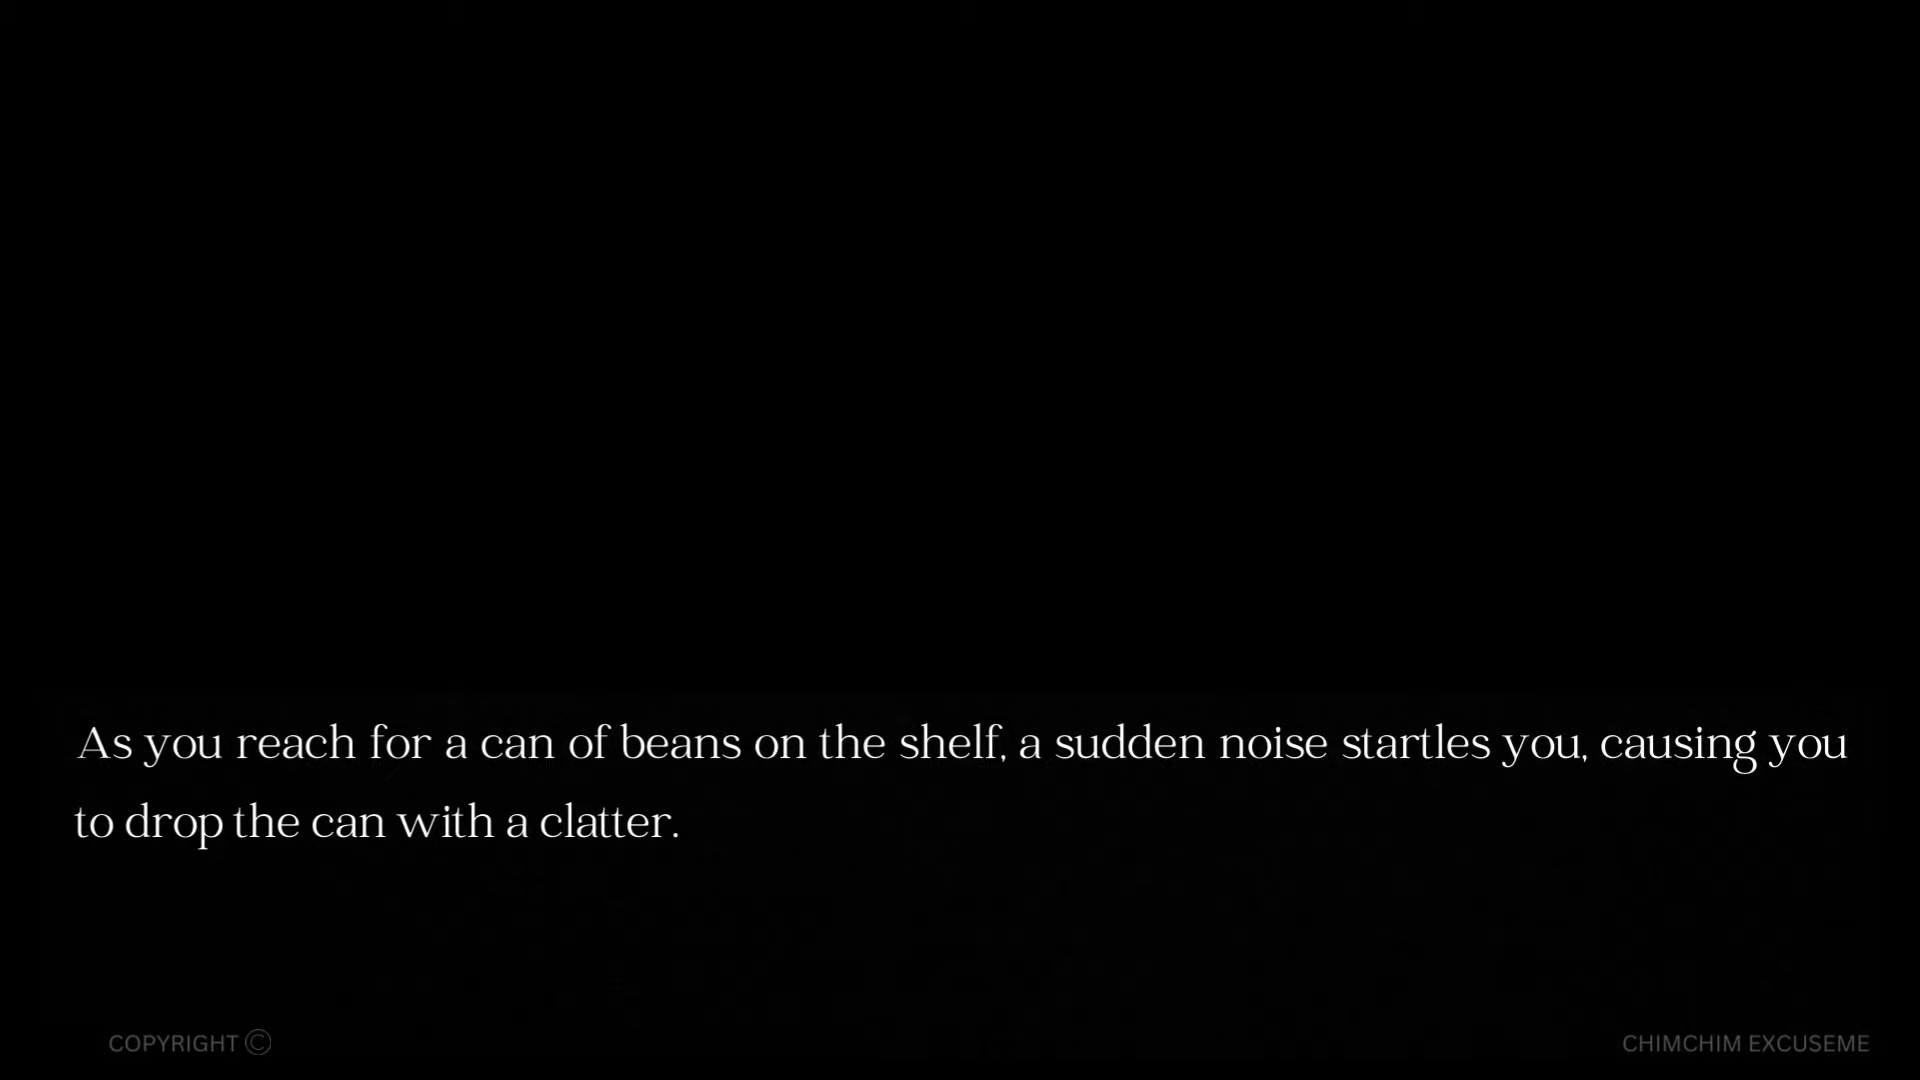 As you reach for a can of beans on the shelf, a sudden noise startles you, causing you
to drop the can with a clatter.
COPYRIGHT ©
CHIMCHIM EXCUSEME